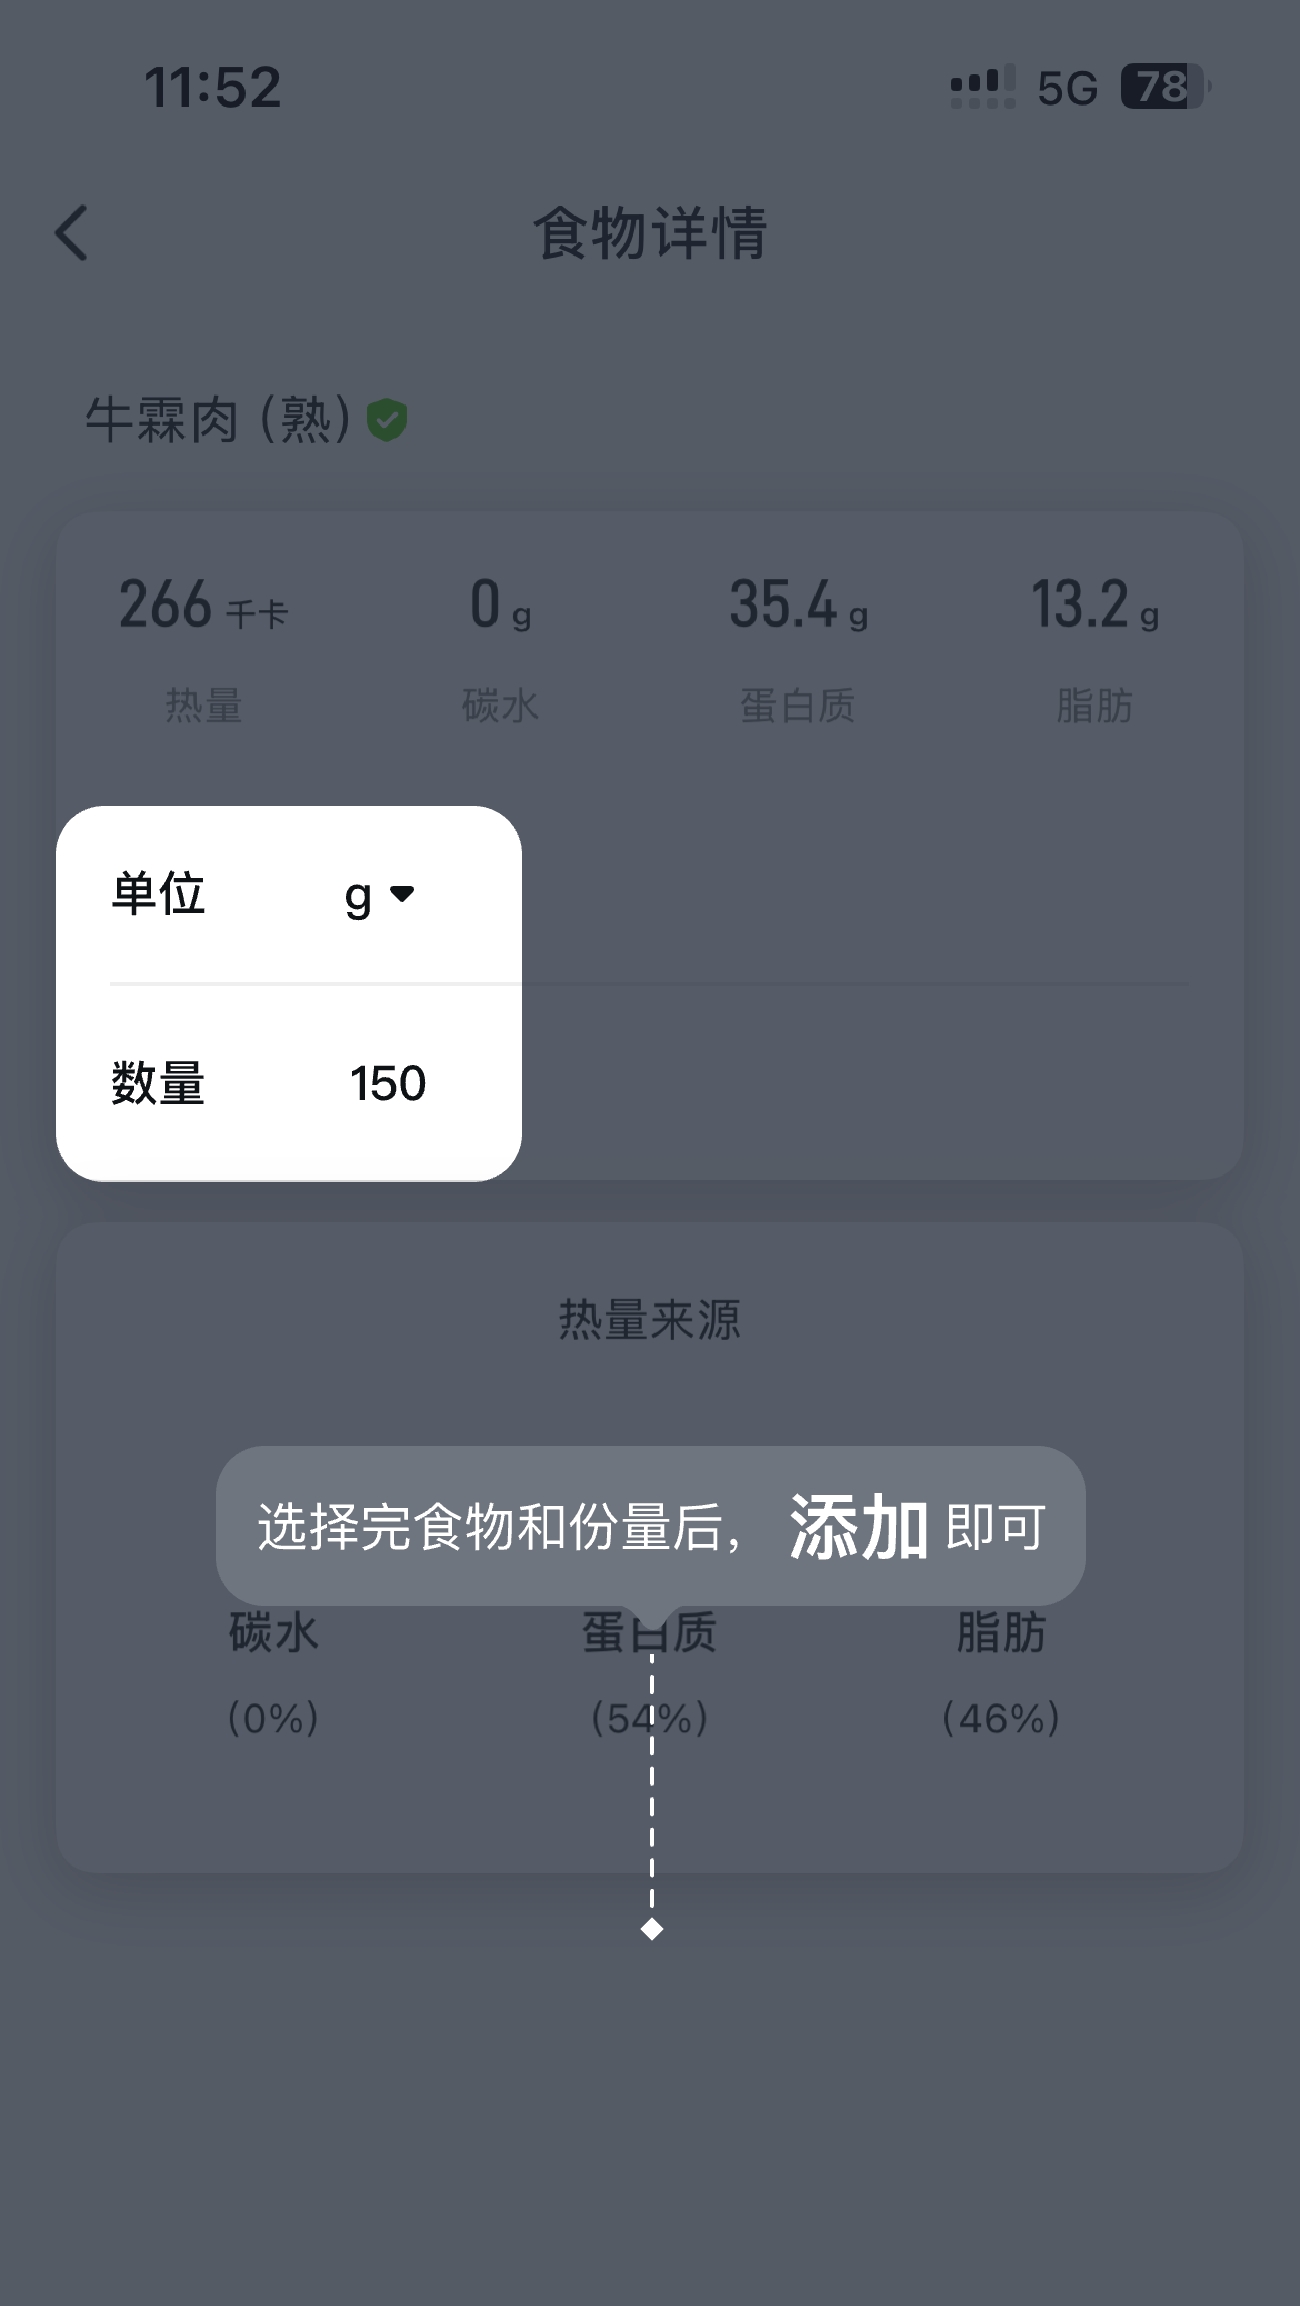 11:52 5G 78
食物详情
牛霖肉 (熟)
266 千卡 0 g 35.4 g 13.2 g
热量 碳水 蛋白质 脂肪
单位 g
数量 150
热量来源
选择完食物和份量后， 添加 即可
碳水 蛋白质 脂肪
(0%) (54%) (46%)